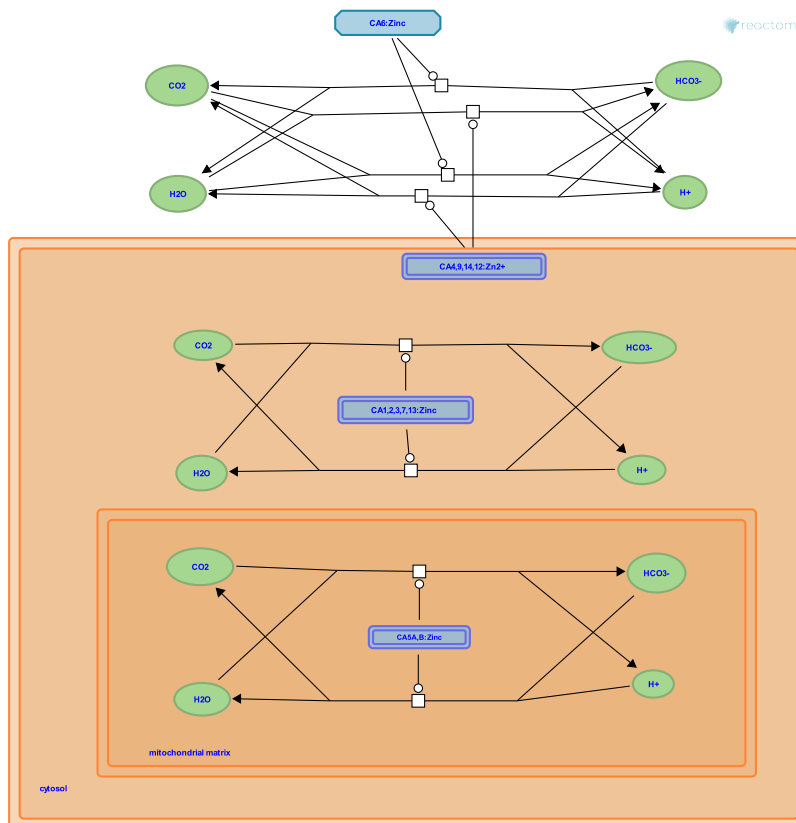 CA6:Zinc
reactom
CO2
HCO3-
H2O
H+
CA4,9,14,12:Zn2+
CO2
HCO3-
CA1,2,3,7,13:Zinc
H2O
H+
CO2
HCO3-
CA5A,B:Zinc
H2O
H+
mitochondrial matrix
cytosol